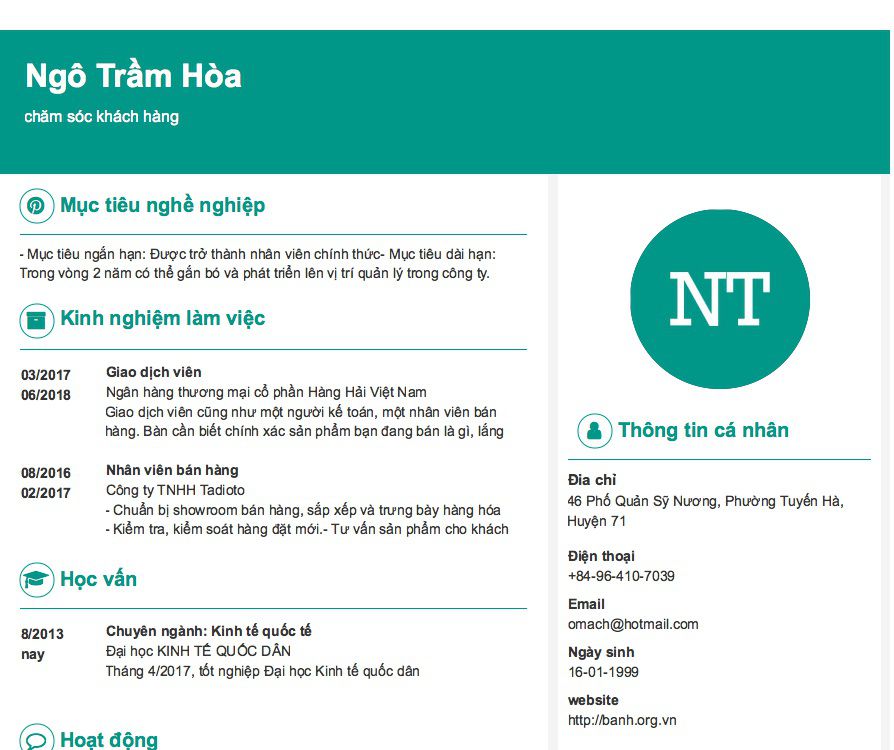 Ngô Trầm Hòa
chăm sóc khách hàng
Mục tiêu nghề nghiệp
- Mục tiêu ngắn hạn: Được trở thành nhân viên chính thức- Mục tiêu dài hạn:
Trong vòng 2 năm có thể gắn bó và phát triển lên vị trí quản lý trong công ty.
Kinh nghiệm làm việc
03/2017
06/2018
Giao dịch viên
Ngân hàng thương mại cổ phần Hàng Hải Việt Nam
Giao dịch viên cũng như một người kế toán, một nhân viên bán
hàng. Bàn cần biết chính xác sản phẩm bạn đang bán là gì, lắng
08/2016
02/2017
Nhân viên bán hàng
Công ty TNHH Tadioto
- Chuẩn bị showroom bán hàng, sắp xếp và trưng bày hàng hóa
- Kiểm tra, kiểm soát hàng đặt mới.- Tư vấn sản phẩm cho khách
Học vấn
8/2013
nay
Chuyên ngành: Kinh tế quốc tế
Đại học KINH TẾ QUỐC DÂN
Tháng 4/2017, tốt nghiệp Đại học Kinh tế quốc dân
Hoạt động
NT
Thông tin cá nhân
Đia chỉ
46 Phố Quản Sỹ Nương, Phường Tuyến Hà,
Huyện 71
Điện thoại
+84-96-410-7039
Email
omach@hotmail.com
Ngày sinh
16-01-1999
website
http://banh.org.vn